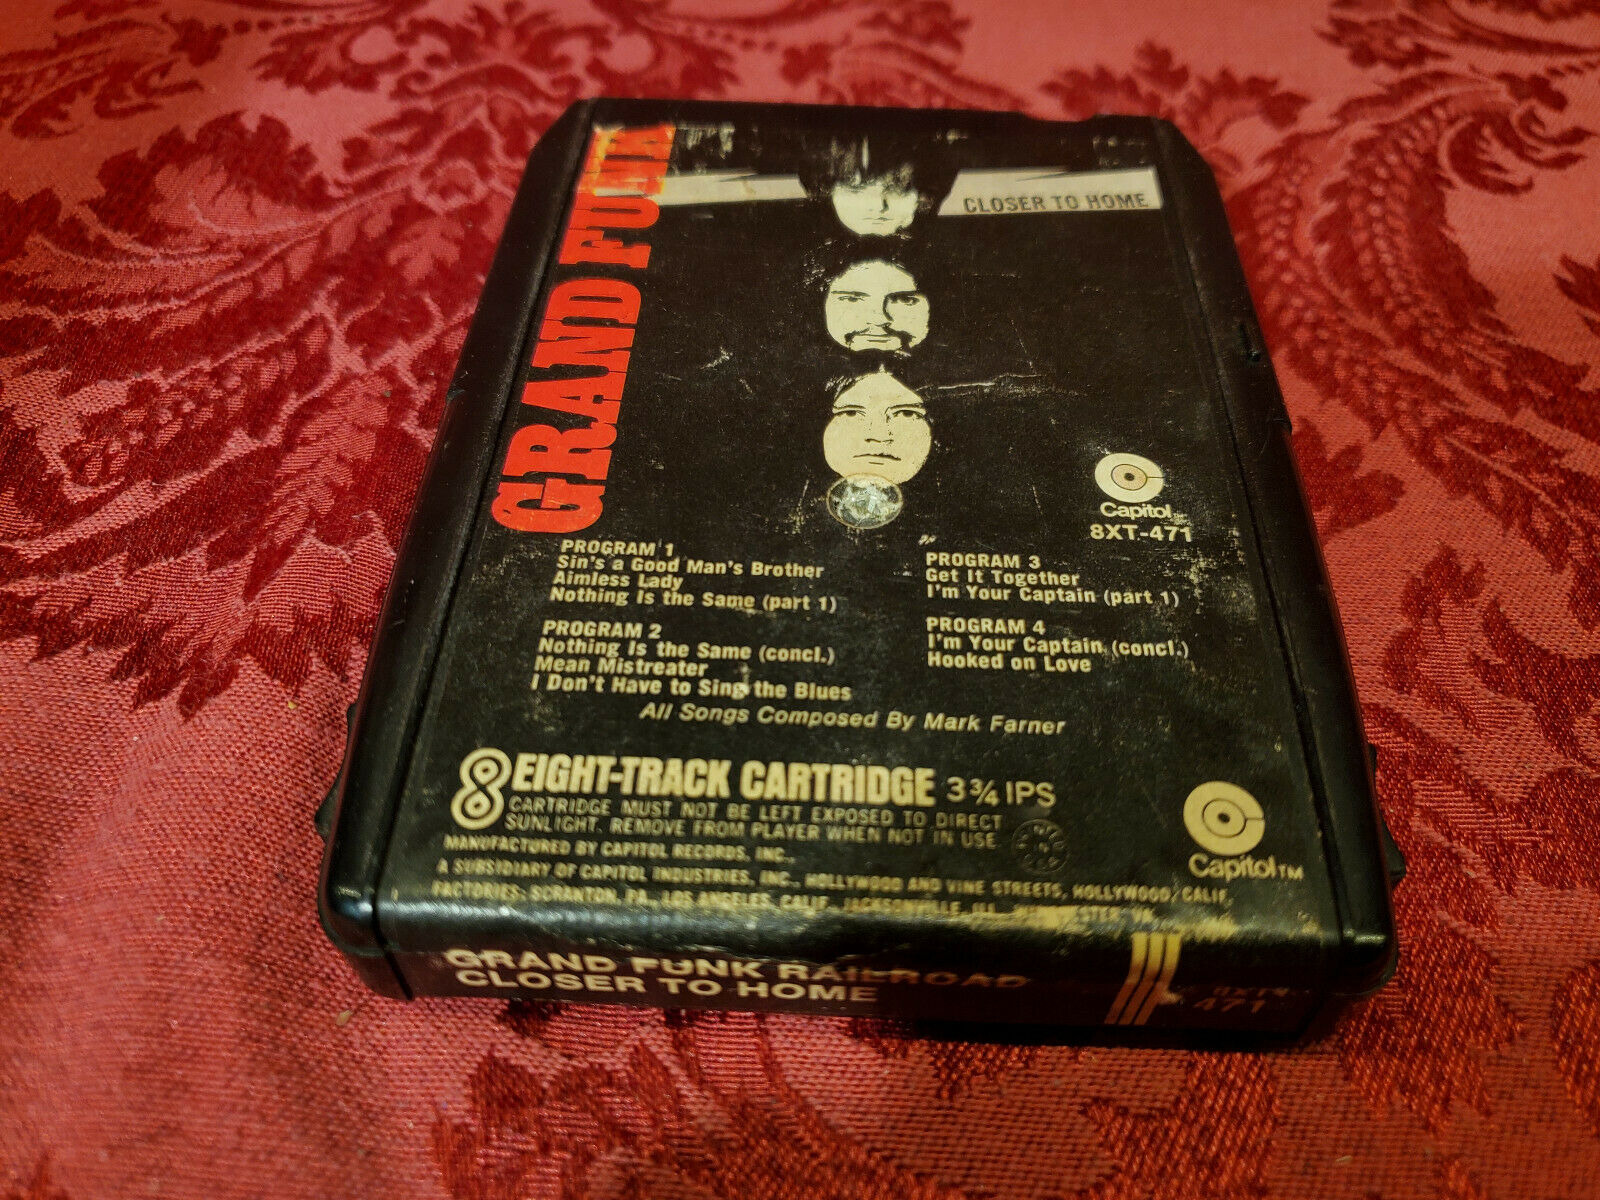 GRAND FUNK
CLOSER TO HOME
Capitol
8XT-471
PROGRAM 1
Sin's a Good Man's Brother
Aimless Lady
Nothing Is the Same (part 1)
PROGRAM 2
Nothing Is the Same (concl.)
Mean Mistreater
I Don't Have to Sing the Blues
PROGRAM 3
Get It Together
I'm Your Captain (part 1)
PROGRAM 4
I'm Your Captain (concl.)
Hooked on Love
All Songs Composed By Mark Farner
8 EIGHT-TRACK CARTRIDGE 3 3/4 IPS
CARTRIDGE MUST NOT BE LEFT EXPOSED TO DIRECT
SUNLIGHT. REMOVE FROM PLAYER WHEN NOT IN USE
MANUFACTURED BY CAPITOL RECORDS, INC.,
A SUBSIDIARY OF CAPITOL INDUSTRIES, INC., HOLLYWOOD AND VINE STREETS, HOLLYWOOD, CALIF.
FACTORIES: SCRANTON, PA., LOS ANGELES, CALIF., JACKSONVILLE, ILL., VA.
Capitol TM
GRAND FUNK RAILROAD
CLOSER TO HOME
471